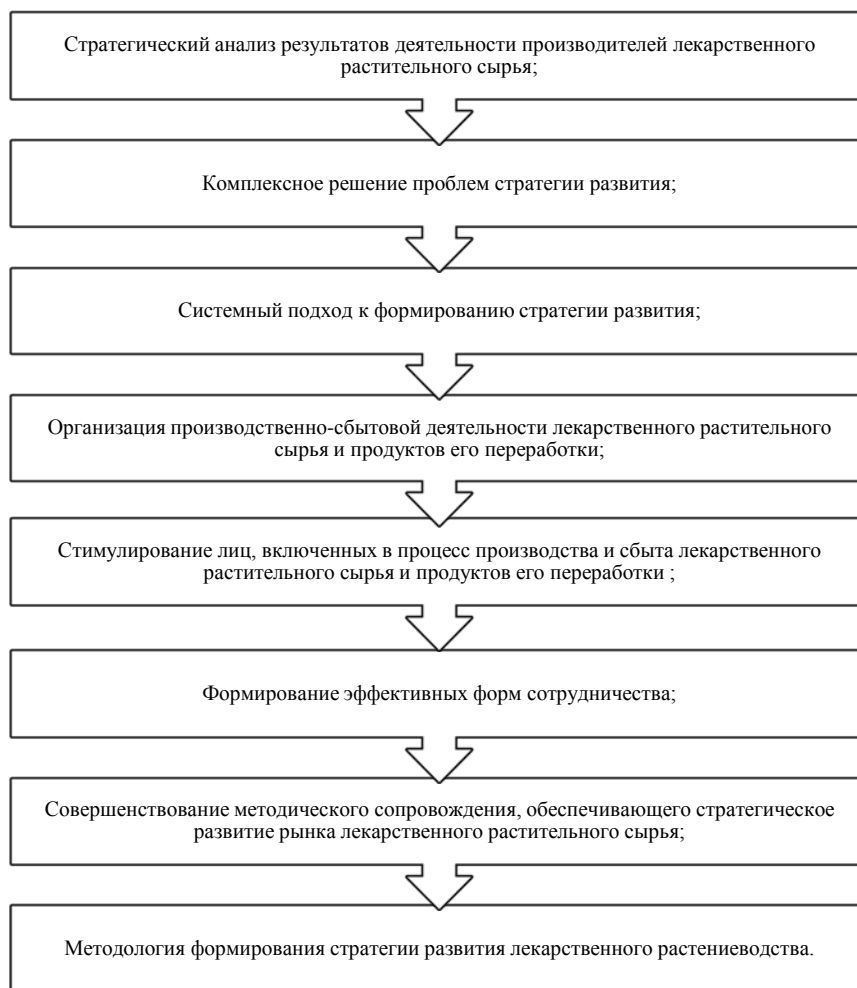 Стратегический анализ результатов деятельности производителей лекарственного
растительного сырья;
Комплексное решение проблем стратегии развития;
Системный подход к формированию стратегии развития;
Организация производственно-сбытовой деятельности лекарственного растительного
сырья и продуктов его переработки;
Стимулирование лиц, включенных в процесс производства и сбыта лекарственного
растительного сырья и продуктов его переработки ;
Формирование эффективных форм сотрудничества;
Совершенствование методического сопровождения, обеспечивающего стратегическое
развитие рынка лекарственного растительного сырья;
Методология формирования стратегии развития лекарственного растениеводства.